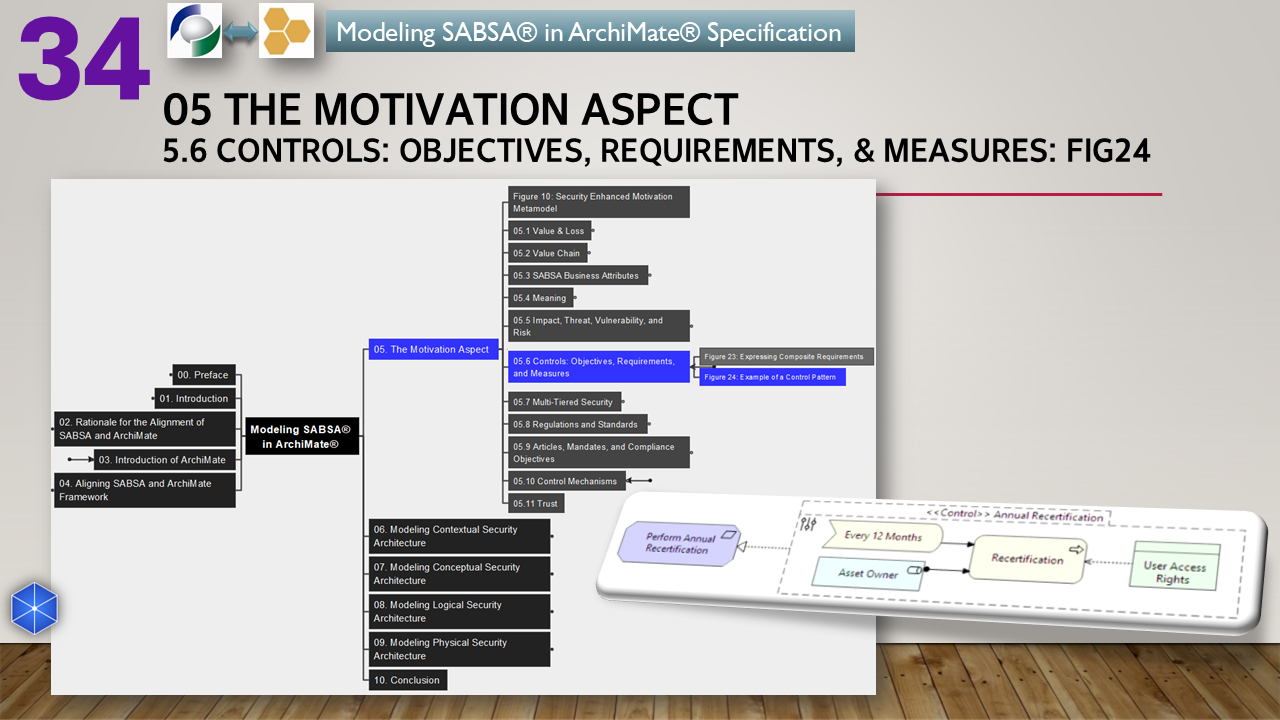 34
Modeling SABSA® in ArchiMate® Specification
05 THE MOTIVATION ASPECT
5.6 CONTROLS: OBJECTIVES, REQUIREMENTS, & MEASURES: FIG24
Figure 10: Security Enhanced Motivation
Metamodel
05.1 Value & Loss
05.2 Value Chain
05.3 SABSA Business Attributes
05.4 Meaning
05.5 Impact, Threat, Vulnerability, and
Risk
05. The Motivation Aspect
05.6 Controls: Objectives, Requirements,
and Measures
Figure 23: Expressing Composite Requirements
Figure 24: Example of a Control Pattern
00. Preface
01. Introduction
02. Rationale for the Alignment of
SABSA and ArchiMate
03. Introduction of ArchiMate
04. Aligning SABSA and ArchiMate
Framework
Modeling SABSA®
in ArchiMate®
05.7 Multi-Tiered Security
05.8 Regulations and Standards
05.9 Articles, Mandates, and Compliance
Objectives
05.10 Control Mechanisms
05.11 Trust
06. Modeling Contextual Security
Architecture
07. Modeling Conceptual Security
Architecture
08. Modeling Logical Security
Architecture
09. Modeling Physical Security
Architecture
10. Conclusion
<<Control>> Annual Recertification
Perform Annual
Recertification
Every 12 Months
Asset Owner
Recertification
User Access
Rights